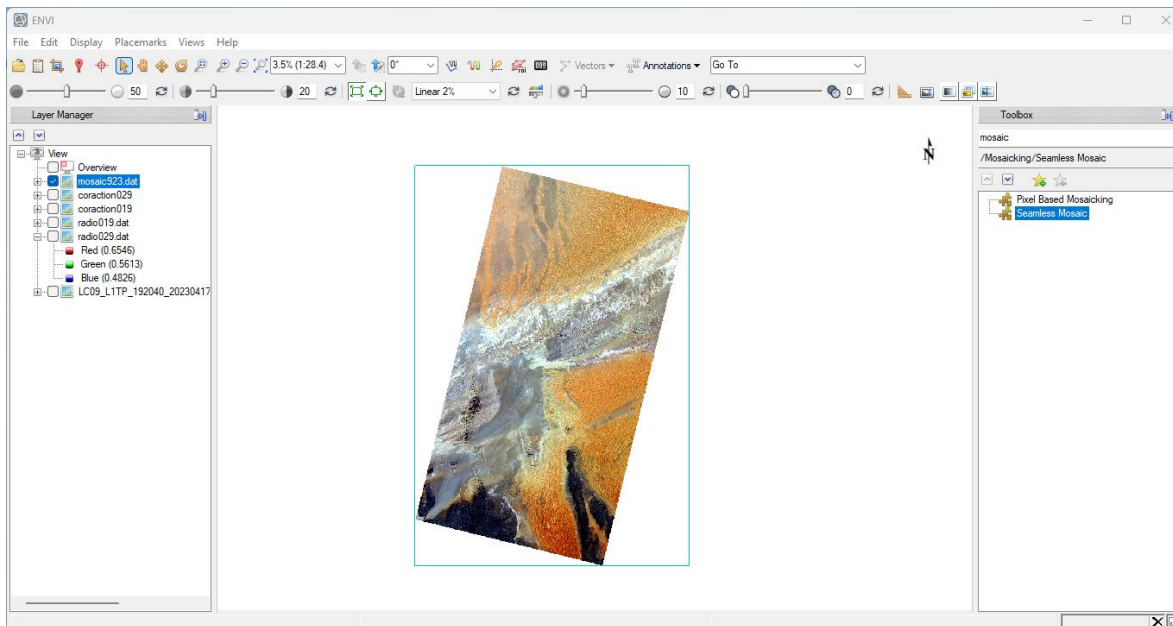 ENVI
File Edit Display Placemarks Views Help
3.5% (1:28.4) 0° Vectors Annotations Go To
50 20 Linear 2% 10 0
Layer Manager
View
Overview
mosaic923.dat
coraction029
coraction019
radio019.dat
radio029.dat
Red (0.6546)
Green (0.5613)
Blue (0.4826)
LC09_L1TP_192040_20230417
N
Toolbox
mosaic
/Mosaicking/Seamless Mosaic
Pixel Based Mosaicking
Seamless Mosaic